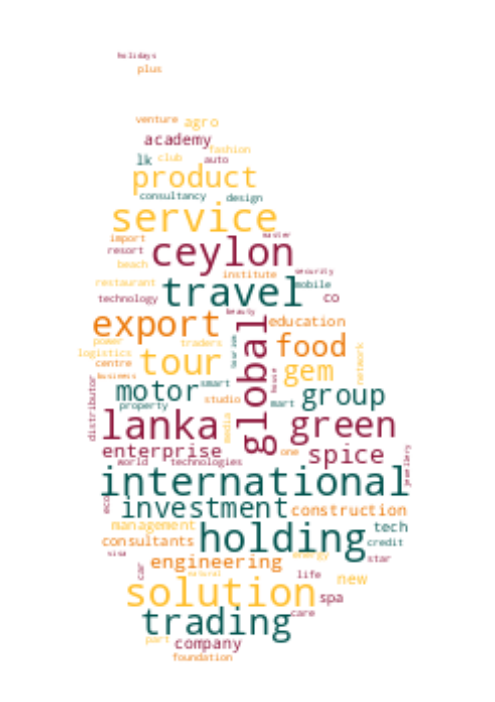 holidays
plus
venture agro
academy
fashion
lk club auto
product
consultancy design
service
import master
resort ceylon
beach institute security
restaurant travel mobile
technology co
beauty
export global education
power traders tourism food network
logistics tour
centre gem
business smart house
distributor motor studio group
property mart
lanka media green
enterprise one spice
world technologies jewellery
international
eco investment construction
management holding tech
consultants credit
visa engineering energy star
car natural life new
solution spa
trading care
part company
foundation